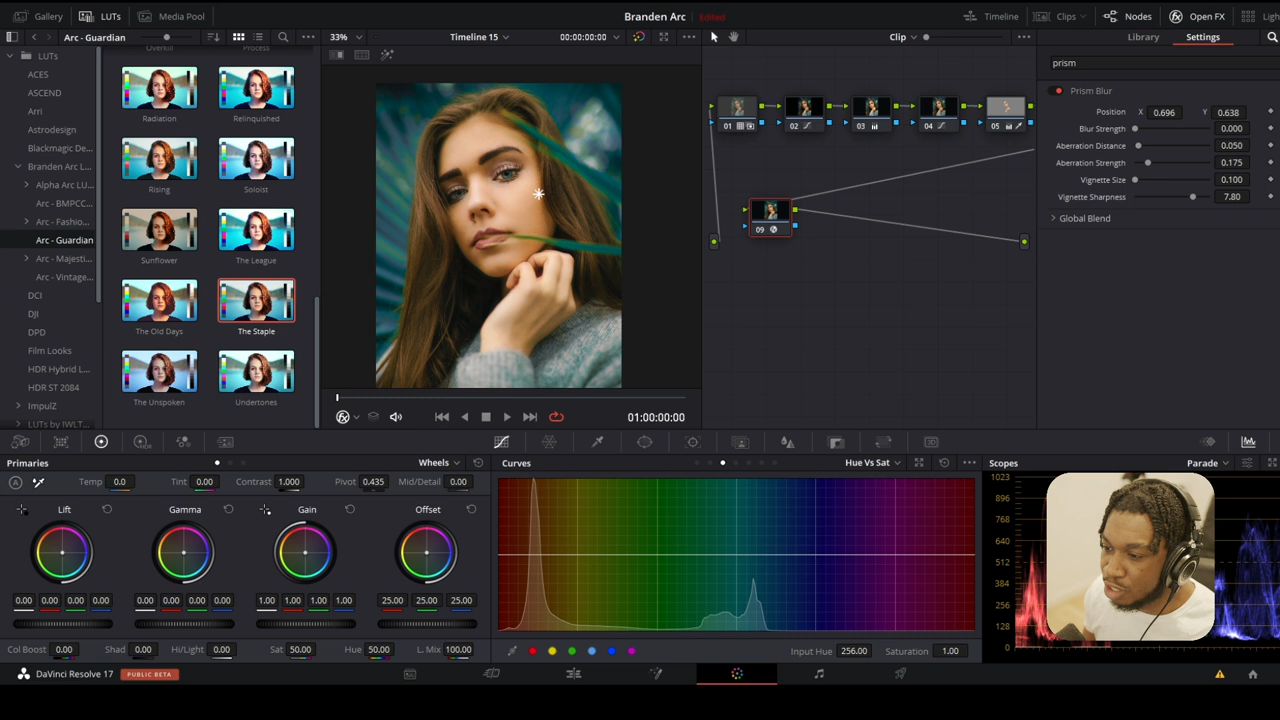 Gallery LUTs Media Pool Branden Arc Edited Timeline Clips Nodes Open FX Ligh
Arc - Guardian 33% Timeline 15 00:00:00:00 Clip Library Settings
LUTs
ACES
ASCEND
Arri
Astrodesign
Blackmagic De...
Branden Arc L...
Alpha Arc LU...
Arc - BMPCC...
Arc - Fashio...
Arc - Guardian
Arc - Majesti...
Arc - Vintage...
DCI
DJI
DPD
Film Looks
HDR Hybrid L...
HDR ST 2084
ImpulZ
LUTs by IWLT...
Overkill Process
Radiation Relinquished
Rising Soloist
Sunflower The League
The Old Days The Staple
The Unspoken Undertones
01:00:00:00
01 02 03 04 05
09
prism
Prism Blur
Position X 0.696 Y 0.638
Blur Strength 0.000
Aberration Distance 0.050
Aberration Strength 0.175
Vignette Size 0.100
Vignette Sharpness 7.80
Global Blend
Primaries Wheels
A Temp 0.0 Tint 0.00 Contrast 1.000 Pivot 0.435 Mid/Detail 0.00
Lift Gamma Gain Offset
0.00 0.00 0.00 0.00 0.00 0.00 0.00 0.00 1.00 1.00 1.00 1.00 25.00 25.00 25.00
Col Boost 0.00 Shad 0.00 Hi/Light 0.00 Sat 50.00 Hue 50.00 L. Mix 100.00
Curves Hue Vs Sat
Input Hue 256.00 Saturation 1.00
Scopes Parade
1023
896
768
640
512
384
256
128
0
DaVinci Resolve 17 PUBLIC BETA